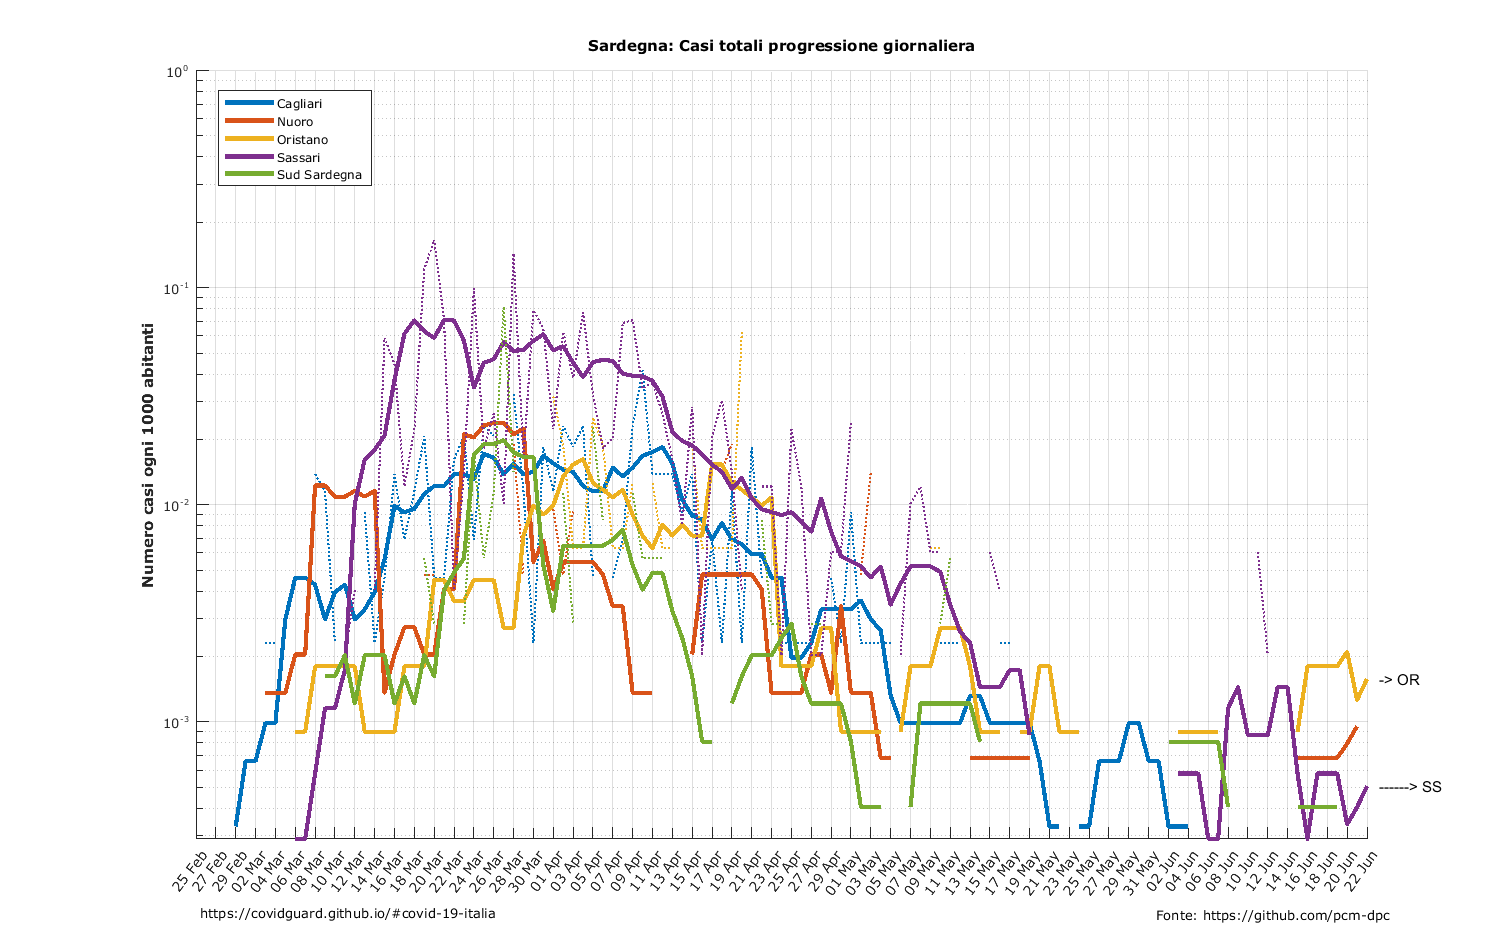 Sardegna: Casi totali progressione giornaliera
Numero casi ogni 1000 abitanti
10⁰
10⁻¹
10⁻²
10⁻³
Cagliari
Nuoro
Oristano
Sassari
Sud Sardegna
-> OR
------> SS
25 Feb
27 Feb
29 Feb
02 Mar
04 Mar
06 Mar
08 Mar
10 Mar
12 Mar
14 Mar
16 Mar
18 Mar
20 Mar
22 Mar
24 Mar
26 Mar
28 Mar
30 Mar
01 Apr
03 Apr
05 Apr
07 Apr
09 Apr
11 Apr
13 Apr
15 Apr
17 Apr
19 Apr
21 Apr
23 Apr
25 Apr
27 Apr
29 Apr
01 May
03 May
05 May
07 May
09 May
11 May
13 May
15 May
17 May
19 May
21 May
23 May
25 May
27 May
29 May
31 May
02 Jun
04 Jun
06 Jun
08 Jun
10 Jun
12 Jun
14 Jun
16 Jun
18 Jun
20 Jun
22 Jun
https://covidguard.github.io/#covid-19-italia
Fonte: https://github.com/pcm-dpc